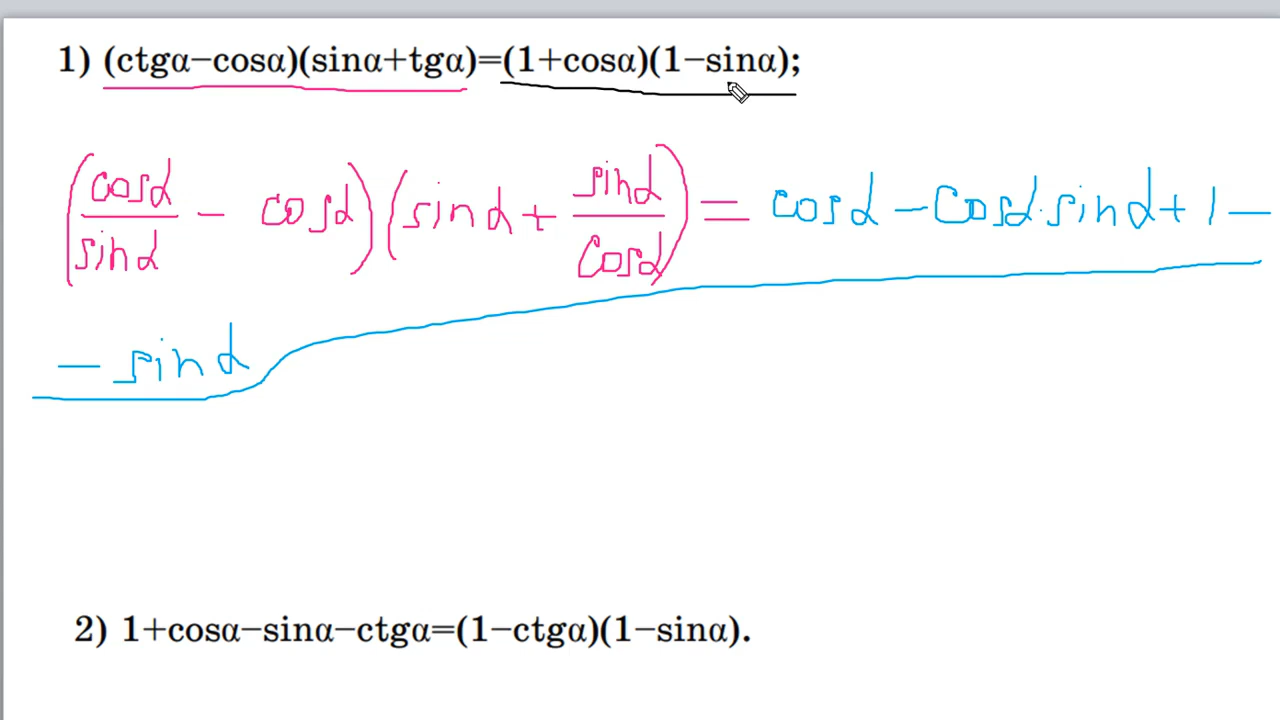 1) (ctgα−cosα)(sinα+tgα)=(1+cosα)(1−sinα);
(cosα/sinα − cosα)(sinα + sinα/cosα) = cosα − cosα·sinα + 1 −
− sinα
2) 1+cosα−sinα−ctgα=(1−ctgα)(1−sinα).